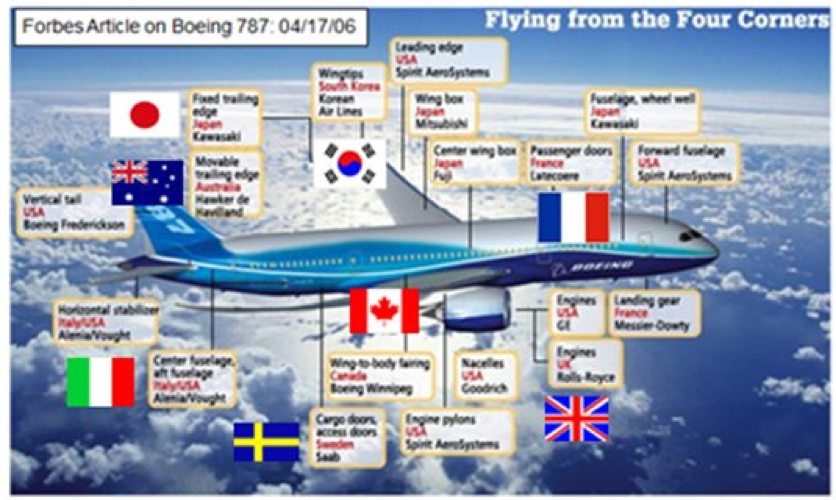 Forbes Article on Boeing 787: 04/17/06
Flying from the Four Corners
Leading edge
USA
Spirit AeroSystems
Wingtips
South Korea
Korean
Air Lines
Fixed trailing
edge
Japan
Kawasaki
Wing box
Japan
Mitsubishi
Fuselage, wheel well
Japan
Kawasaki
Center wing box
Japan
Fuji
Passenger doors
France
Latecoere
Forward fuselage
USA
Spirit AeroSystems
Movable
trailing edge
Australia
Hawker de
Havilland
Vertical tail
USA
Boeing Frederickson
87
BOEING
Horizontal stabilizer
Italy/USA
Alenia/Vought
Center fuselage,
aft fuselage
Italy/USA
Alenia/Vought
Wing-to-body fairing
Canada
Boeing Winnipeg
Nacelles
USA
Goodrich
Engines
USA
GE
Landing gear
France
Messier-Dowty
Engines
UK
Rolls-Royce
Cargo doors,
access doors
Sweden
Saab
Engine pylons
USA
Spirit AeroSystems